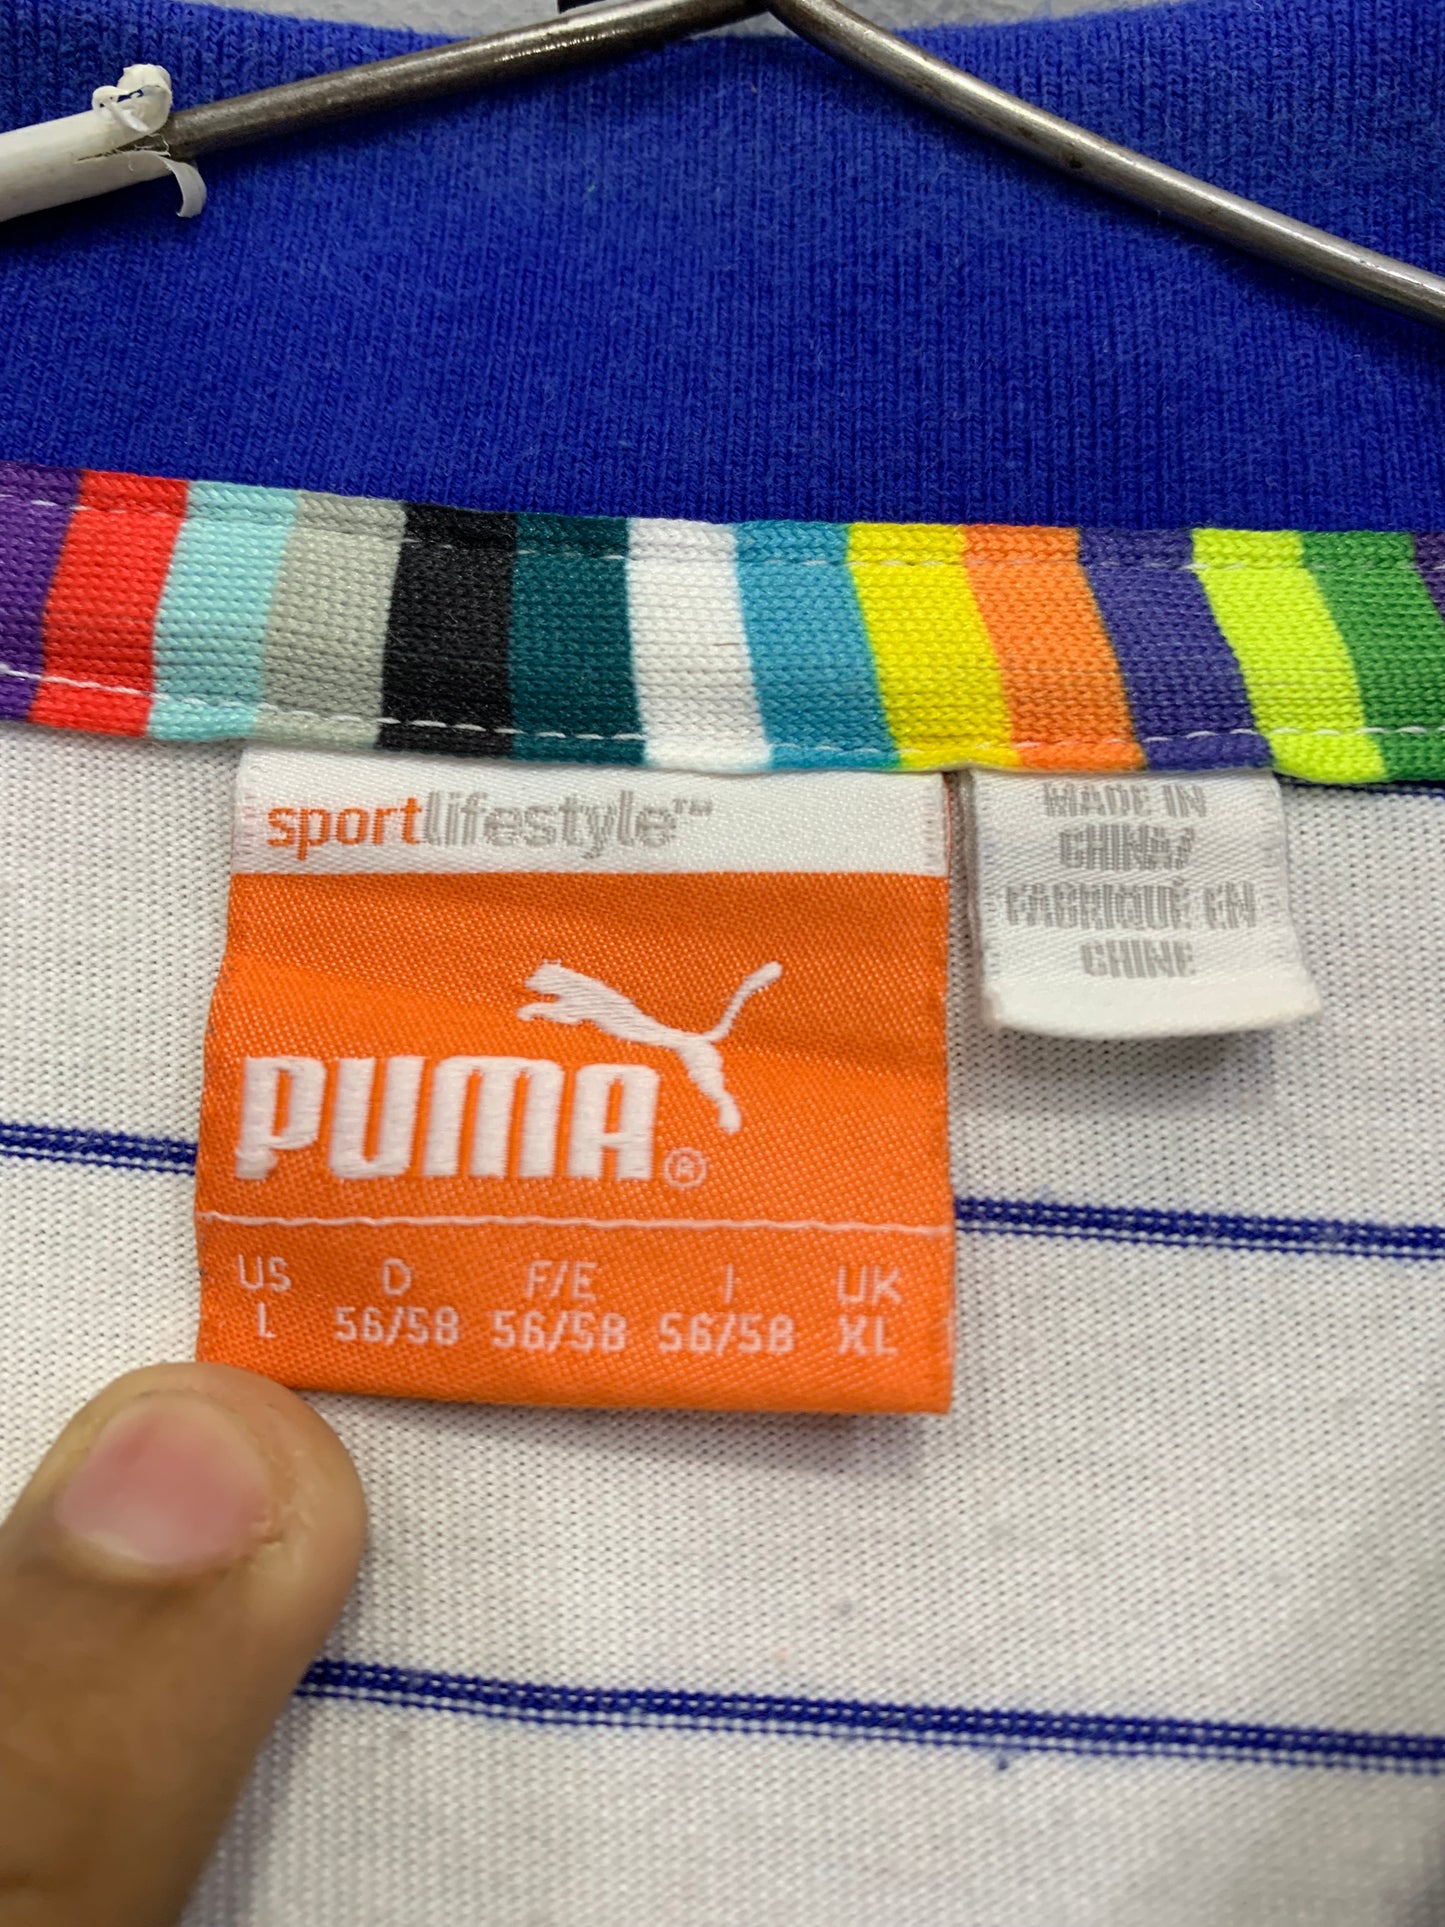 sportlifestyle™
PUMA®
US D F/E I UK
L 56/58 56/58 56/58 XL
MADE IN
CHINA/
FABRIQUÉ EN
CHINE